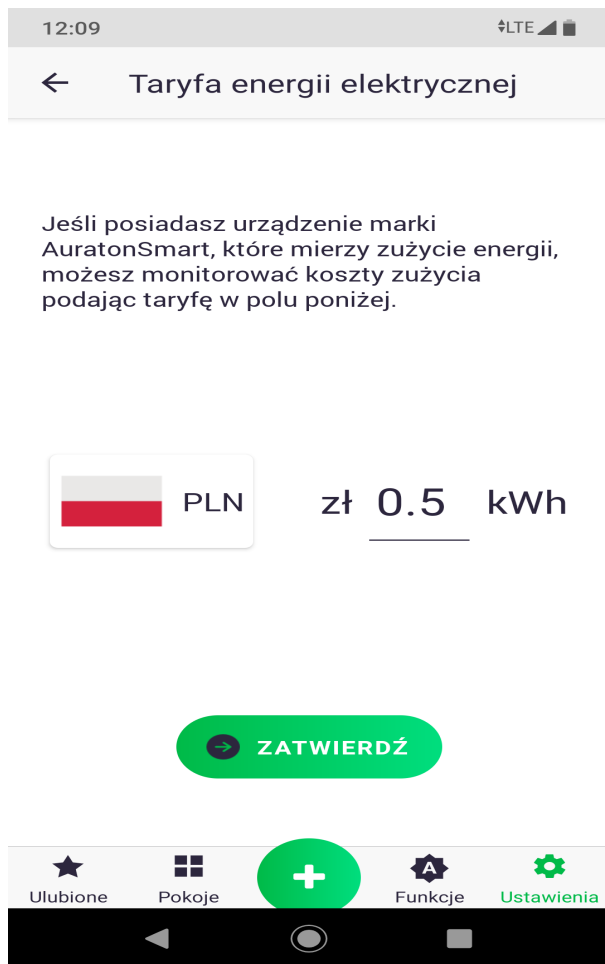 12:09
LTE
Taryfa energii elektrycznej
Jeśli posiadasz urządzenie marki
AuratonSmart, które mierzy zużycie energii,
możesz monitorować koszty zużycia
podając taryfę w polu poniżej.
PLN zł 0.5 kWh
ZATWIERDŹ
A
Ulubione Pokoje Funkcje Ustawienia